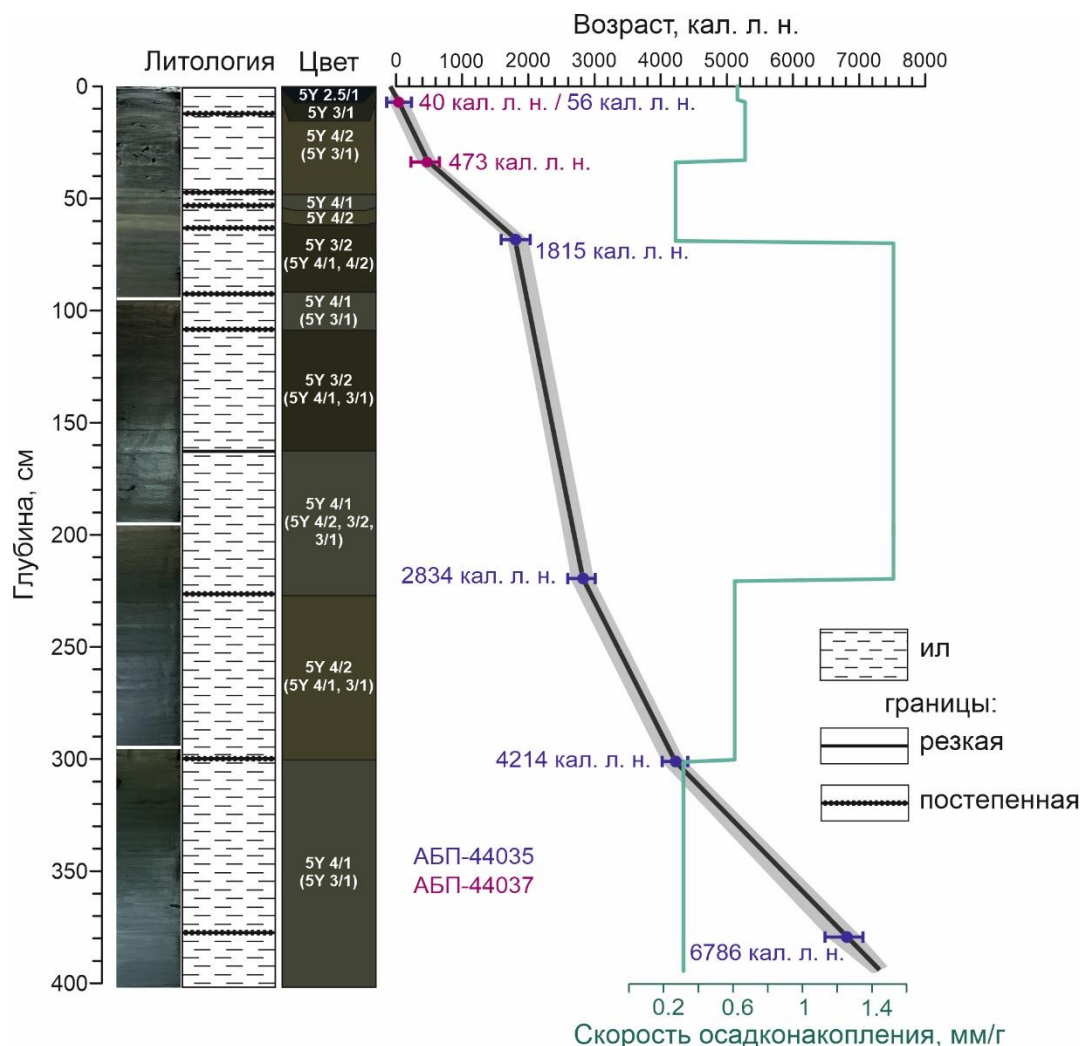 Возраст, кал. л. н.
Литология Цвет
0 1000 2000 3000 4000 5000 6000 7000 8000
0
50
100
150
200
250
300
350
400
Глубина, см
5Y 2.5/1
5Y 3/1
5Y 4/2
(5Y 3/1)
5Y 4/1
5Y 4/2
5Y 3/2
(5Y 4/1, 4/2)
5Y 4/1
(5Y 3/1)
5Y 3/2
(5Y 4/1, 3/1)
5Y 4/1
(5Y 4/2, 3/2,
3/1)
5Y 4/2
(5Y 4/1, 3/1)
5Y 4/1
(5Y 3/1)
40 кал. л. н. / 56 кал. л. н.
473 кал. л. н.
1815 кал. л. н.
2834 кал. л. н.
4214 кал. л. н.
6786 кал. л. н.
АБП-44035
АБП-44037
ил
границы:
резкая
постепенная
0.2 0.6 1 1.4
Скорость осадконакопления, мм/г